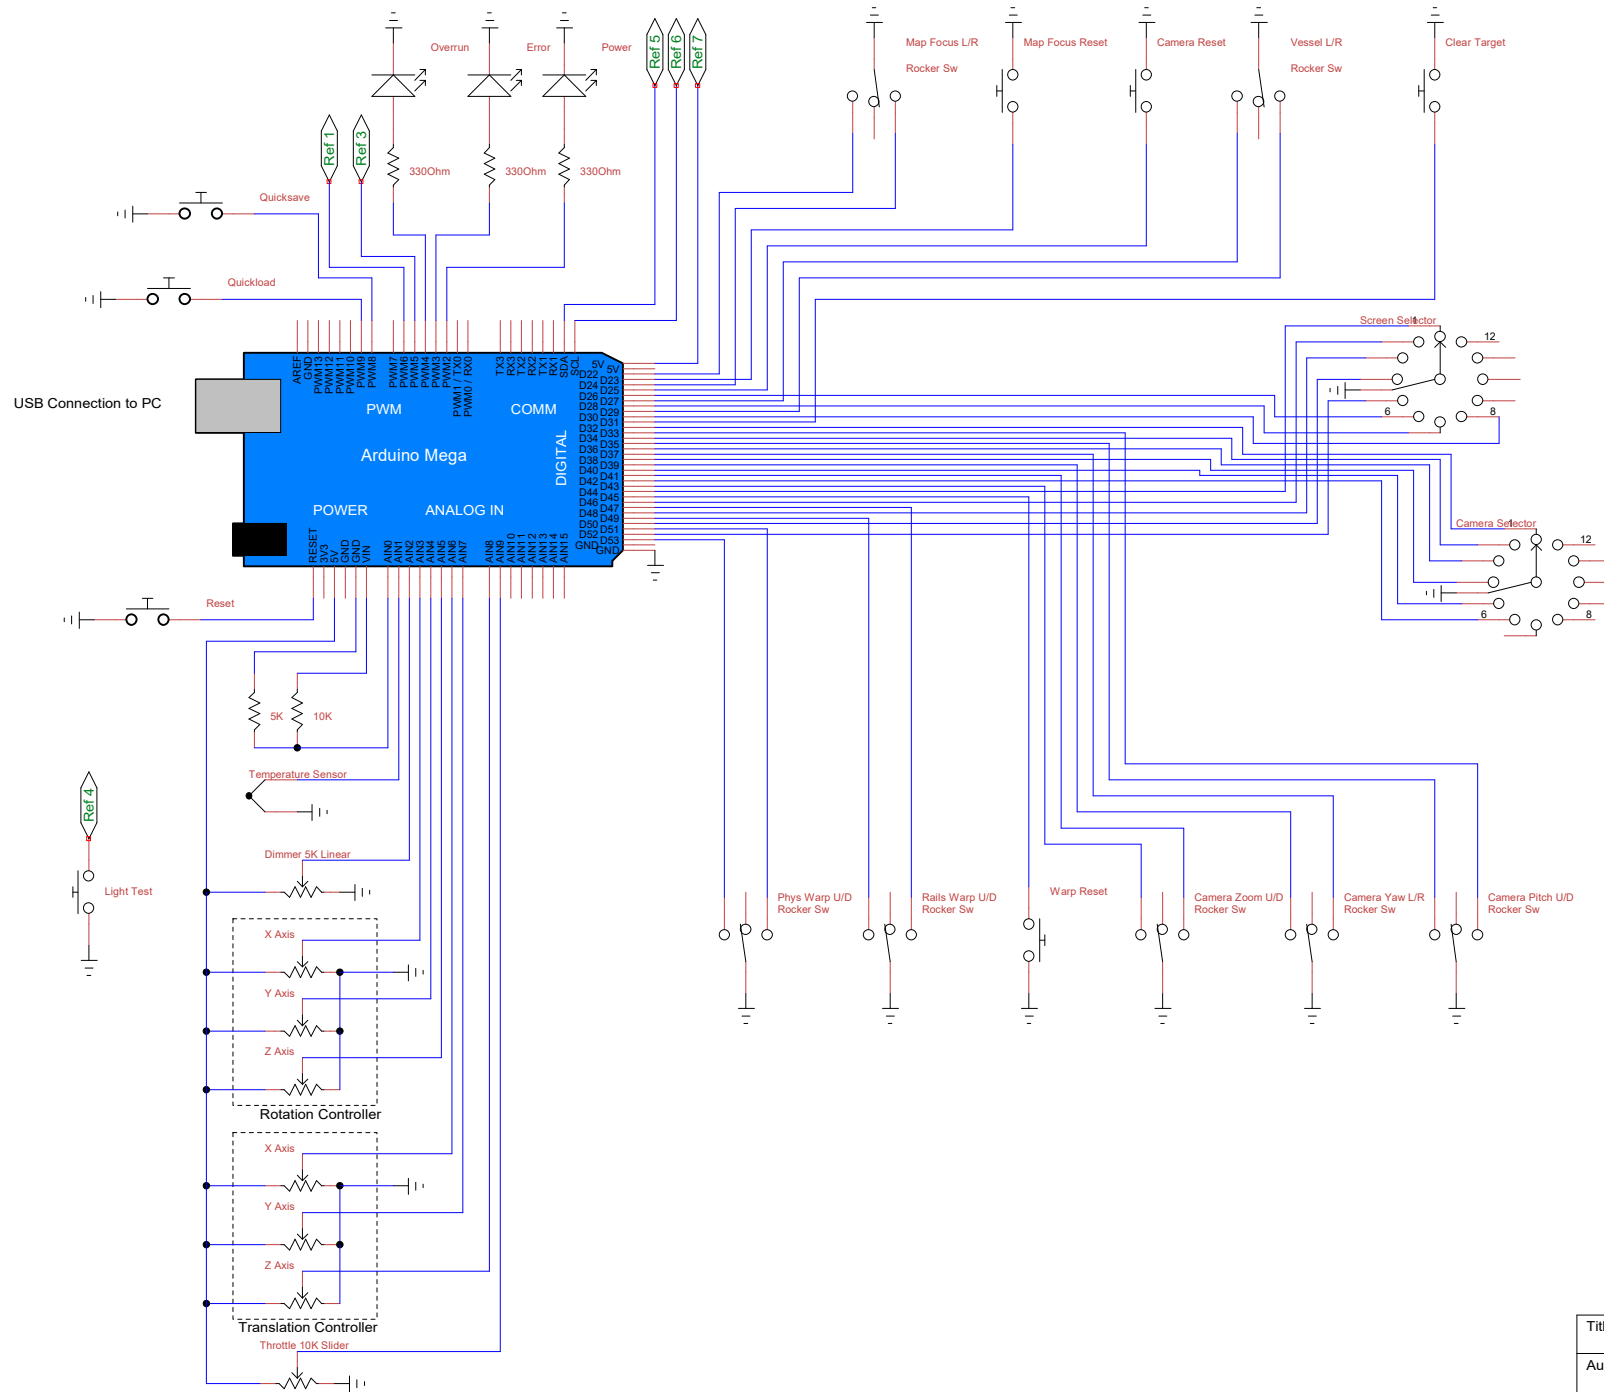 Overrun
Error
Power
Ref 5
Ref 6
Ref 7
Map Focus L/R
Rocker Sw
Map Focus Reset
Camera Reset
Vessel L/R
Rocker Sw
Clear Target
Ref 1
Ref 3
330Ohm
330Ohm
330Ohm
Quicksave
Quickload
Screen Selector
1
12
6
8
USB Connection to PC
AREF
GND
PWM13
PWM12
PWM11
PWM10
PWM9
PWM8
PWM7
PWM6
PWM5
PWM4
PWM3
PWM2
PWM1 / TX0
PWM0 / RX0
TX3
RX3
TX2
RX2
TX1
RX1
SDA
SCL
PWM
COMM
Arduino Mega
DIGITAL
POWER
ANALOG IN
5V
5V
D22
D23
D24
D25
D26
D27
D28
D29
D30
D31
D32
D33
D34
D35
D36
D37
D38
D39
D40
D41
D42
D43
D44
D45
D46
D47
D48
D49
D50
D51
D52
D53
GND
GND
RESET
3V3
5V
GND
GND
VIN
AIN0
AIN1
AIN2
AIN3
AIN4
AIN5
AIN6
AIN7
AIN8
AIN9
AIN10
AIN11
AIN12
AIN13
AIN14
AIN15
Camera Selector
1
12
6
8
Reset
5K
10K
Temperature Sensor
Ref 4
Light Test
Dimmer 5K Linear
Phys Warp U/D
Rocker Sw
Rails Warp U/D
Rocker Sw
Warp Reset
Camera Zoom U/D
Rocker Sw
Camera Yaw L/R
Rocker Sw
Camera Pitch U/D
Rocker Sw
X Axis
Y Axis
Z Axis
Rotation Controller
X Axis
Y Axis
Z Axis
Translation Controller
Throttle 10K Slider